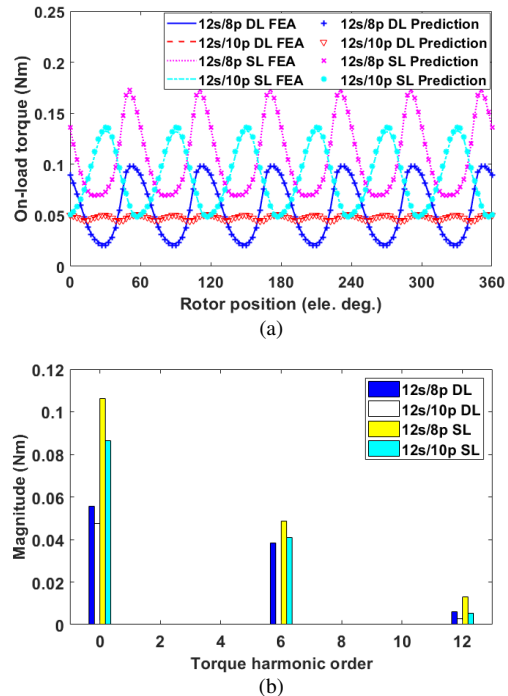 12s/8p DL FEA
12s/10p DL FEA
12s/8p SL FEA
12s/10p SL FEA
12s/8p DL Prediction
12s/10p DL Prediction
12s/8p SL Prediction
12s/10p SL Prediction
On-load torque (Nm)
0.25
0.2
0.15
0.1
0.05
0
0 60 120 180 240 300 360
Rotor position (ele. deg.)
(a)
12s/8p DL
12s/10p DL
12s/8p SL
12s/10p SL
Magnitude (Nm)
0.12
0.1
0.08
0.06
0.04
0.02
0
0 2 4 6 8 10 12
Torque harmonic order
(b)